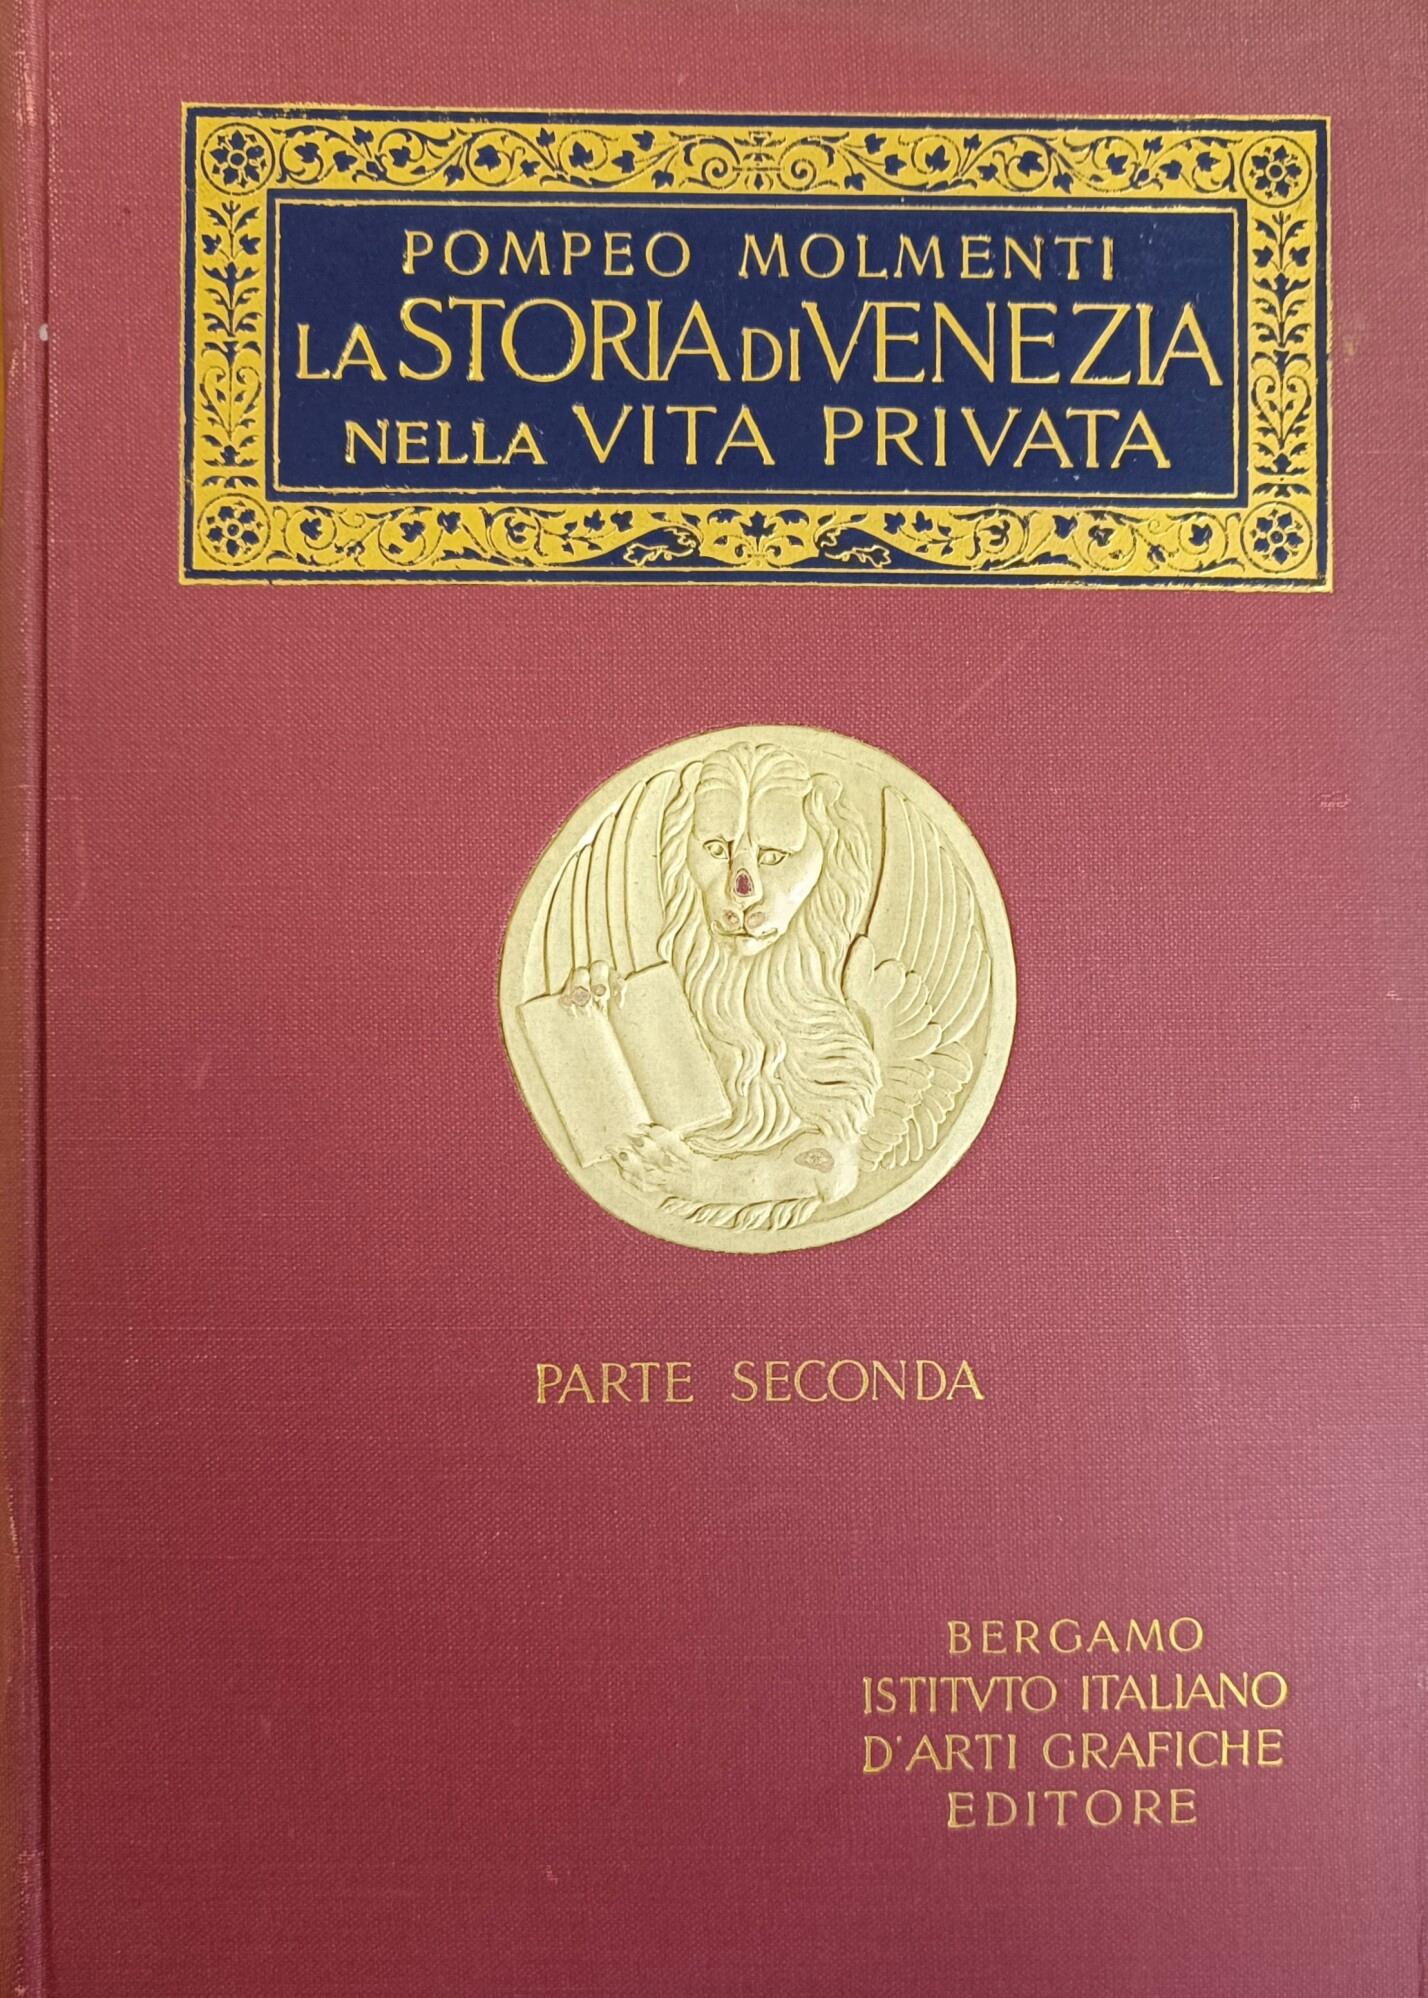 POMPEO MOLMENTI
LA STORIA DI VENEZIA
NELLA VITA PRIVATA
PARTE SECONDA
BERGAMO
ISTITVTO ITALIANO
D'ARTI GRAFICHE
EDITORE